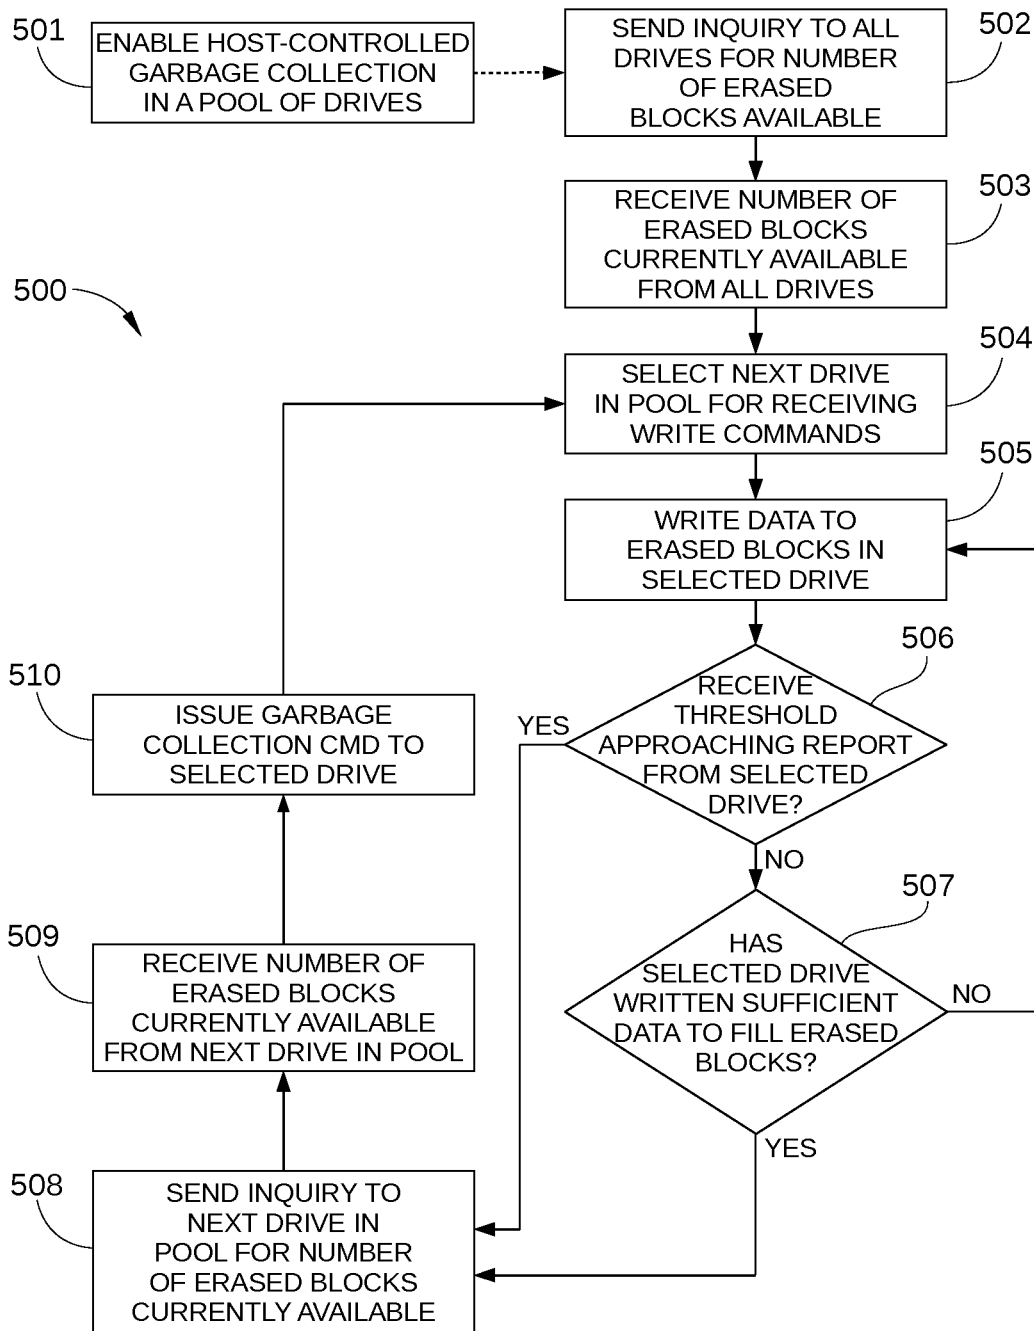 501
ENABLE HOST-CONTROLLED
GARBAGE COLLECTION
IN A POOL OF DRIVES
502
SEND INQUIRY TO ALL
DRIVES FOR NUMBER
OF ERASED
BLOCKS AVAILABLE
503
RECEIVE NUMBER OF
ERASED BLOCKS
CURRENTLY AVAILABLE
FROM ALL DRIVES
500
504
SELECT NEXT DRIVE
IN POOL FOR RECEIVING
WRITE COMMANDS
505
WRITE DATA TO
ERASED BLOCKS IN
SELECTED DRIVE
506
RECEIVE
THRESHOLD
APPROACHING REPORT
FROM SELECTED
DRIVE?
YES
NO
507
HAS
SELECTED DRIVE
WRITTEN SUFFICIENT
DATA TO FILL ERASED
BLOCKS?
NO
YES
508
SEND INQUIRY TO
NEXT DRIVE IN
POOL FOR NUMBER
OF ERASED BLOCKS
CURRENTLY AVAILABLE
509
RECEIVE NUMBER OF
ERASED BLOCKS
CURRENTLY AVAILABLE
FROM NEXT DRIVE IN POOL
510
ISSUE GARBAGE
COLLECTION CMD TO
SELECTED DRIVE